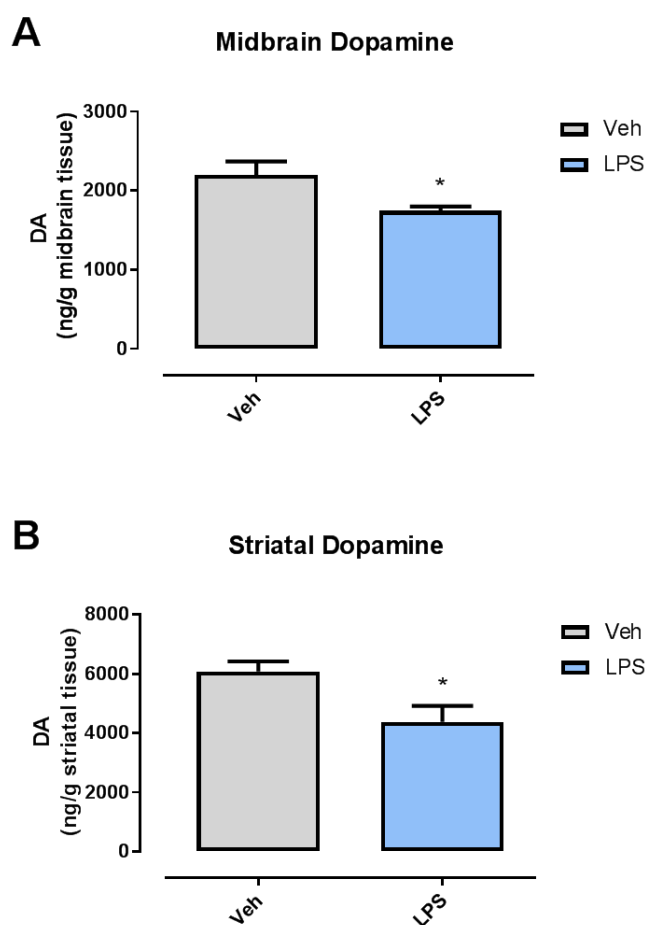 A
Midbrain Dopamine
3000
2000
1000
0
DA
(ng/g midbrain tissue)
*
Veh
LPS
Veh
LPS
B
Striatal Dopamine
8000
6000
4000
2000
0
DA
(ng/g striatal tissue)
*
Veh
LPS
Veh
LPS